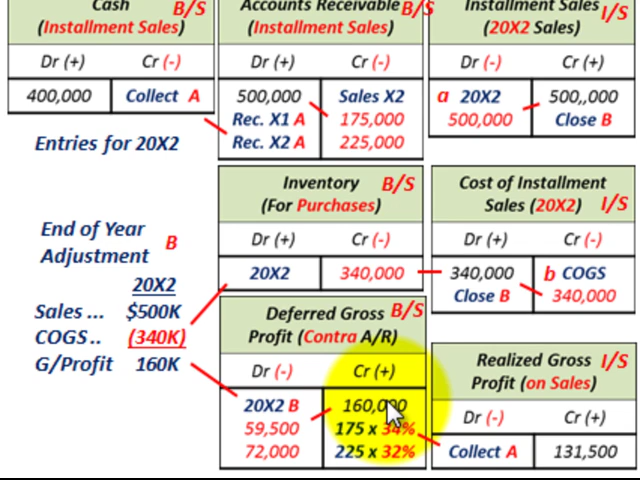 Cash B/S
(Installment Sales)
Dr (+) Cr (-)
400,000 Collect A
Accounts Receivable B/S
(Installment Sales)
Dr (+) Cr (-)
500,000 Sales X2
Rec. X1 A 175,000
Rec. X2 A 225,000
Installment Sales I/S
(20X2 Sales)
Dr (-) Cr (+)
a 20X2 500,,000
500,000 Close B
Entries for 20X2
Inventory B/S
(For Purchases)
Dr (+) Cr (-)
20X2 340,000
Cost of Installment
Sales (20X2) I/S
Dr (+) Cr (-)
340,000 b COGS
Close B 340,000
End of Year
Adjustment B
20X2
Sales ... $500K
COGS .. (340K)
G/Profit 160K
Deferred Gross B/S
Profit (Contra A/R)
Dr (-) Cr (+)
20X2 B 160,000
59,500 175 x 34%
72,000 225 x 32%
Realized Gross I/S
Profit (on Sales)
Dr (-) Cr (+)
Collect A 131,500